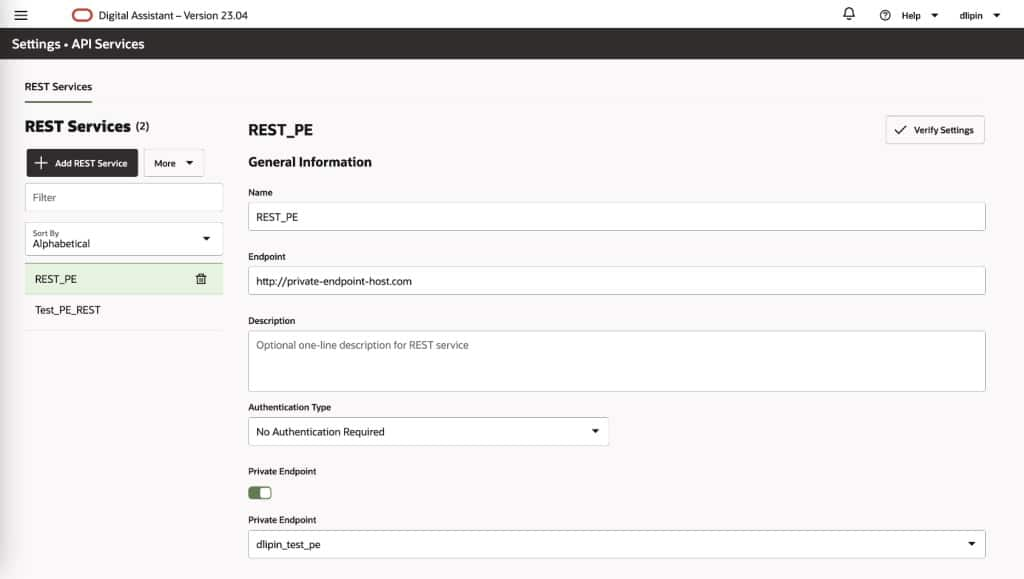 Digital Assistant – Version 23.04
Help
dlipin
Settings • API Services
REST Services
REST Services (2)
Add REST Service
More
Filter
Sort By
Alphabetical
REST_PE
Test_PE_REST
REST_PE
Verify Settings
General Information
Name
REST_PE
Endpoint
http://private-endpoint-host.com
Description
Optional one-line description for REST service
Authentication Type
No Authentication Required
Private Endpoint
Private Endpoint
dlipin_test_pe